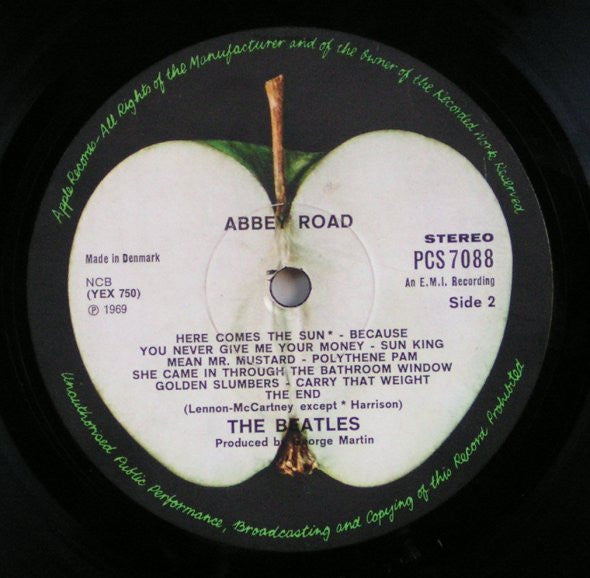 Apple Records-All Rights of the Manufacturer and of the Owner of the Recorded Work Reserved
ABBEY ROAD
STEREO
PCS 7088
An E.M.I. Recording
Side 2
Made in Denmark
NCB
(YEX 750)
℗ 1969
HERE COMES THE SUN* - BECAUSE
YOU NEVER GIVE ME YOUR MONEY - SUN KING
MEAN MR. MUSTARD - POLYTHENE PAM
SHE CAME IN THROUGH THE BATHROOM WINDOW
GOLDEN SLUMBERS - CARRY THAT WEIGHT
THE END
(Lennon-McCartney except * Harrison)
THE BEATLES
Produced by George Martin
Unauthorised Public Performance, Broadcasting and Copying of this Record Prohibited